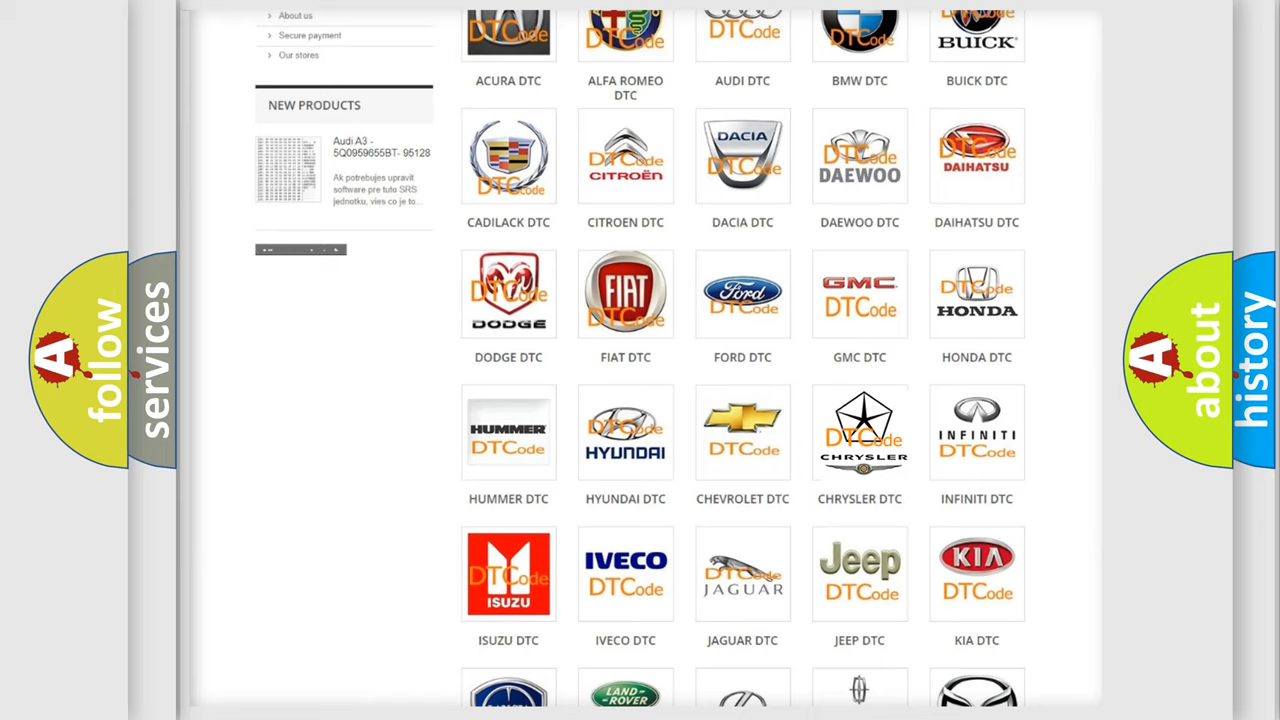 About us
Secure payment
Our stores
NEW PRODUCTS
Audi A3 -
5Q0959655BT- 95128
Ak potrebujes upravit
software pre tuto SRS
jednotku, vies co je to...
DTCode
DTCode
DTCode
DTCode
BUICK
ACURA DTC
ALFA ROMEO
DTC
AUDI DTC
BMW DTC
BUICK DTC
DTCode
DTCode
CITROËN
DACIA
DTCode
DTCode
DAEWOO
DTCode
DAIHATSU
CADILACK DTC
CITROEN DTC
DACIA DTC
DAEWOO DTC
DAIHATSU DTC
DTCode
DODGE
FIAT
DTCode
Ford
DTCode
GMC
DTCode
DTCode
HONDA
DODGE DTC
FIAT DTC
FORD DTC
GMC DTC
HONDA DTC
HUMMER
DTCode
DTCode
HYUNDAI
DTCode
DTCode
CHRYSLER
INFINITI
DTCode
HUMMER DTC
HYUNDAI DTC
CHEVROLET DTC
CHRYSLER DTC
INFINITI DTC
DTCode
ISUZU
IVECO
DTCode
DTCode
JAGUAR
Jeep
DTCode
KIA
DTCode
ISUZU DTC
IVECO DTC
JAGUAR DTC
JEEP DTC
KIA DTC
LAND-
ROVER
A
follow
services
A
about
history